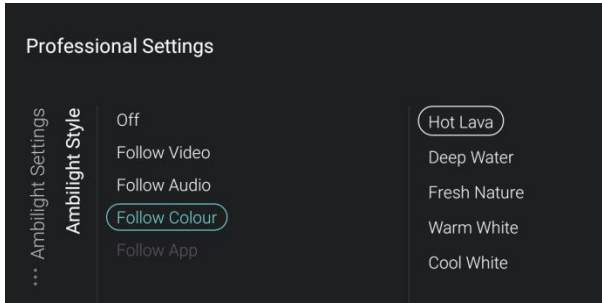 Professional Settings
... Ambilight Settings
Ambilight Style
Off
Follow Video
Follow Audio
Follow Colour
Follow App
Hot Lava
Deep Water
Fresh Nature
Warm White
Cool White